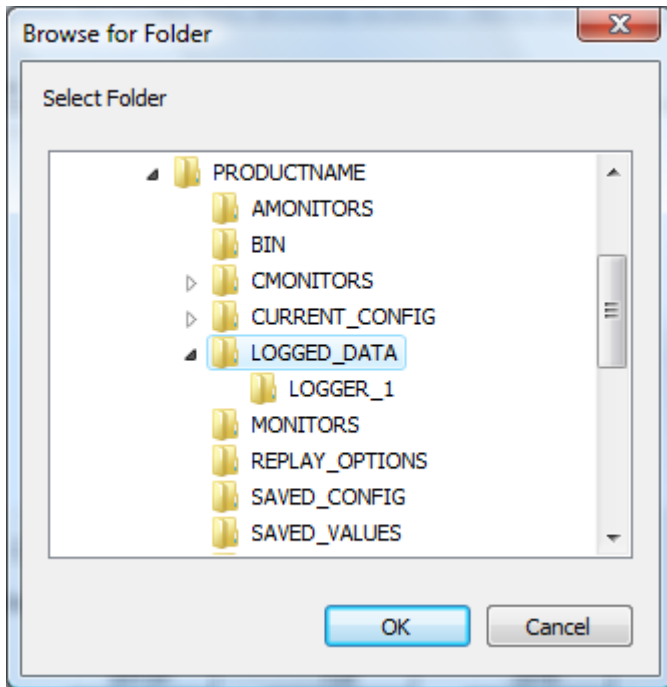 Browse for Folder
Select Folder
PRODUCTNAME
AMONITORS
BIN
CMONITORS
CURRENT_CONFIG
LOGGED_DATA
LOGGER_1
MONITORS
REPLAY_OPTIONS
SAVED_CONFIG
SAVED_VALUES
OK
Cancel